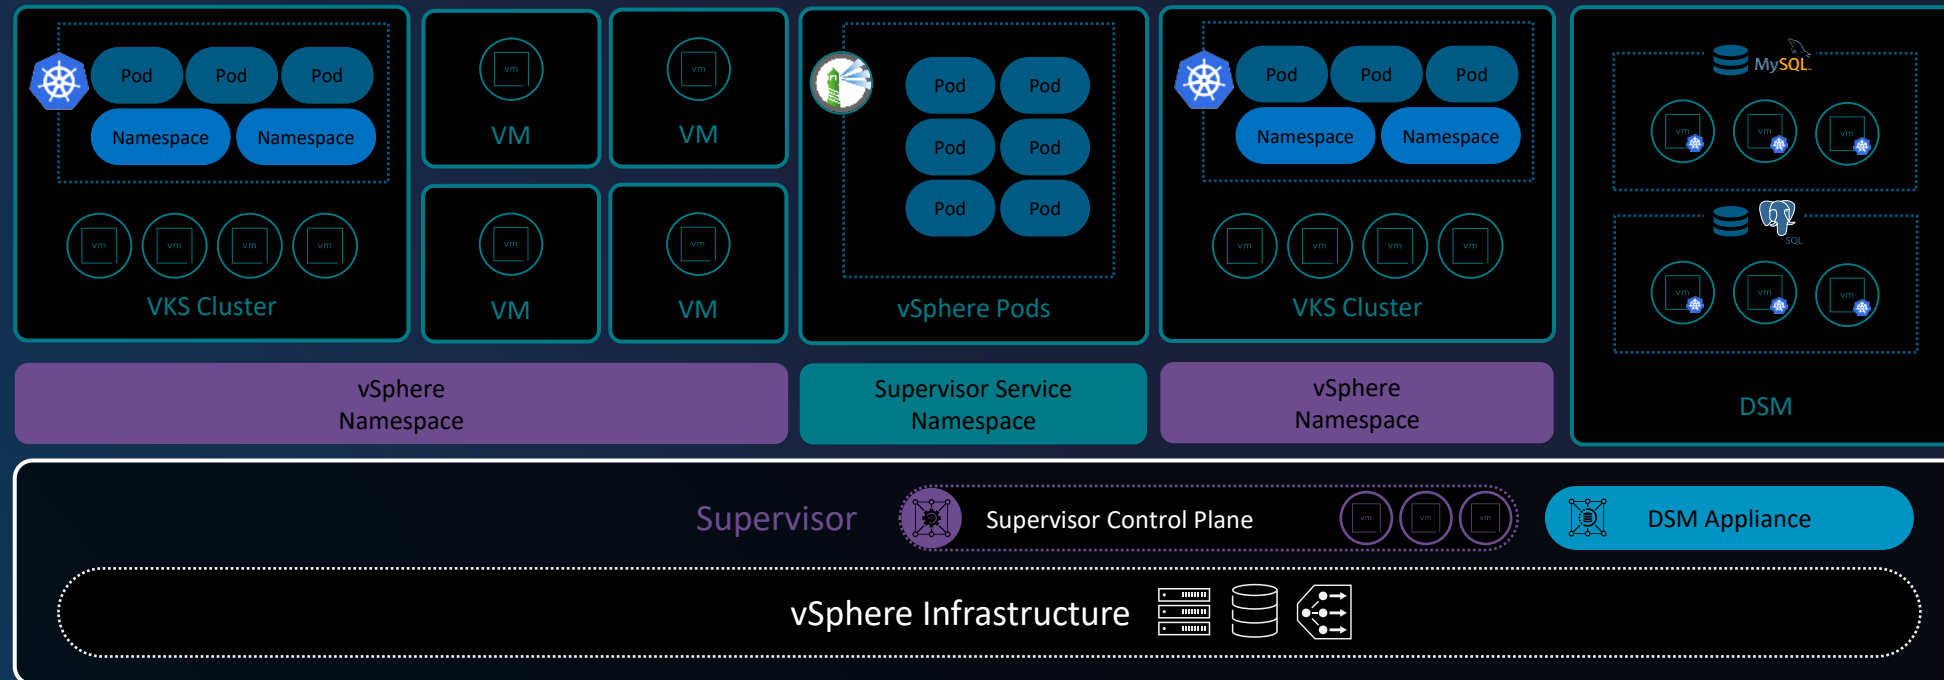 Pod Pod Pod
Namespace Namespace
vm vm vm vm
VKS Cluster
vm
VM
vm
VM
vm
VM
vm
VM
Pod Pod
Pod Pod
Pod Pod
vSphere Pods
Pod Pod Pod
Namespace Namespace
vm vm vm vm
VKS Cluster
MySQL
vm vm vm
SQL
vm vm vm
DSM
vSphere
Namespace
Supervisor Service
Namespace
vSphere
Namespace
Supervisor
Supervisor Control Plane
vm vm vm
DSM Appliance
vSphere Infrastructure